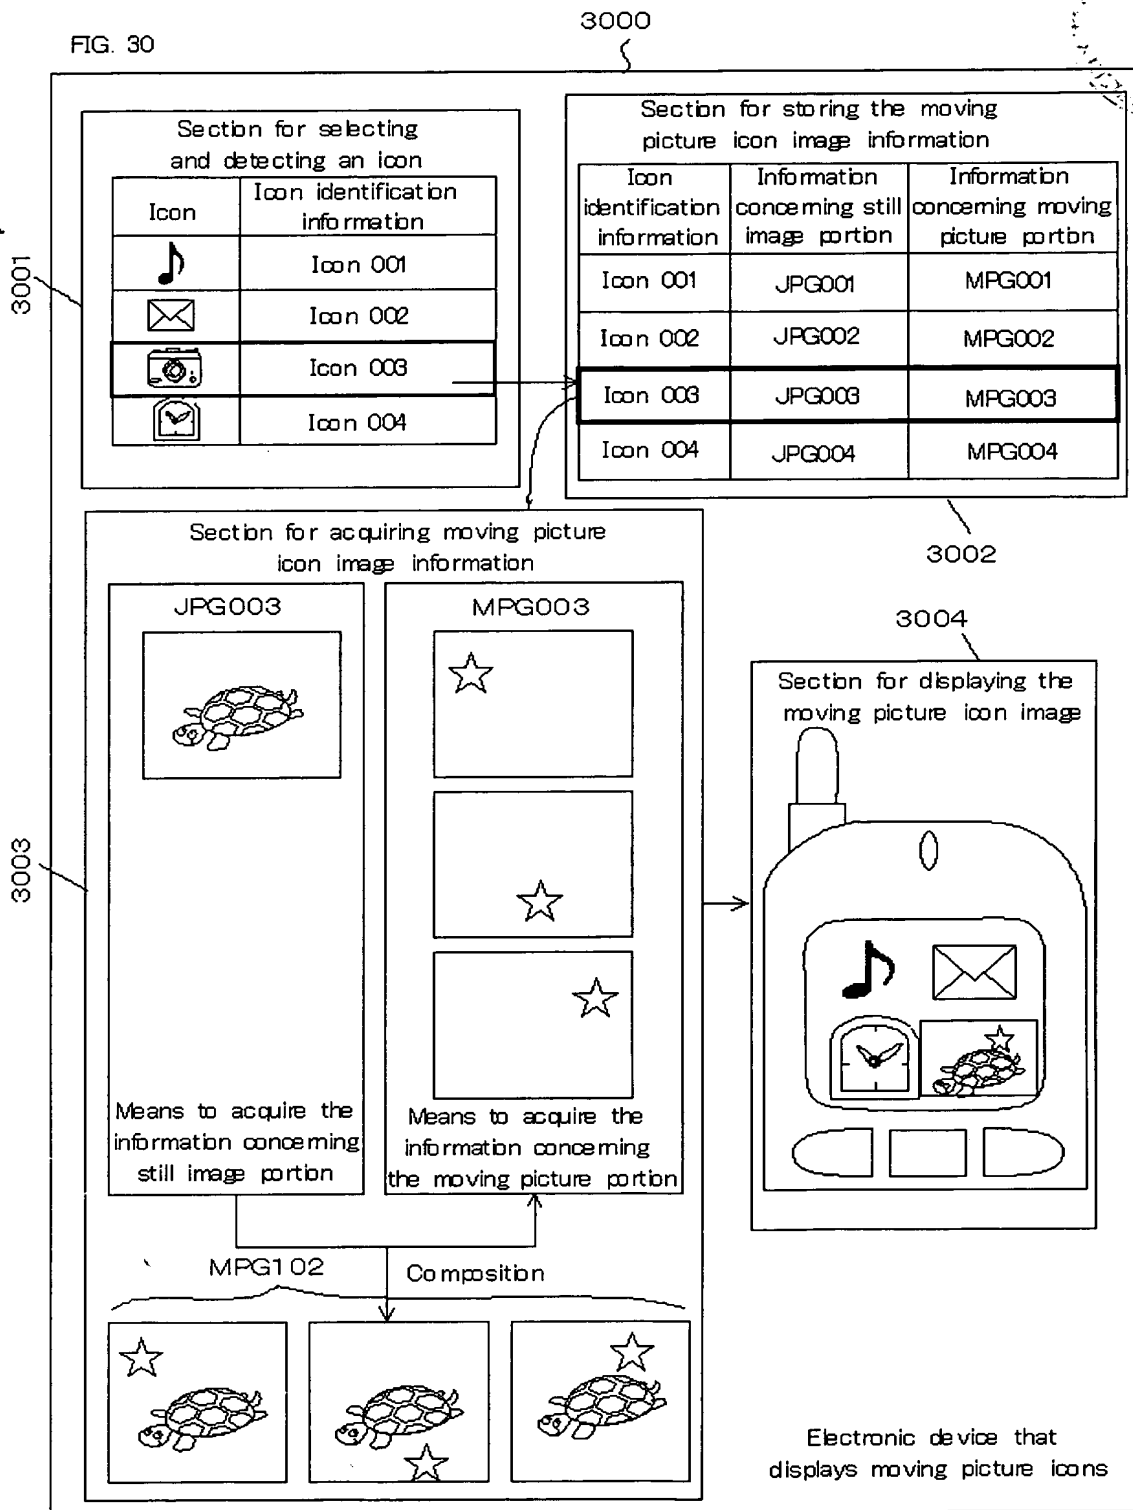 3000
FIG. 30
Section for selecting
and detecting an icon
Icon
Icon identification
information
Icon 001
Icon 002
Icon 003
Icon 004
3001
Section for storing the moving
picture icon image information
Icon
identification
information
Information
concerning still
image portion
Information
concerning moving
picture portion
Icon 001 JPG001 MPG001
Icon 002 JPG002 MPG002
Icon 003 JPG003 MPG003
Icon 004 JPG004 MPG004
3002
Section for acquiring moving picture
icon image information
JPG003
MPG003
Means to acquire the
information concerning
still image portion
Means to acquire the
information concerning
the moving picture portion
3003
MPG102
Composition
3004
Section for displaying the
moving picture icon image
Electronic device that
displays moving picture icons